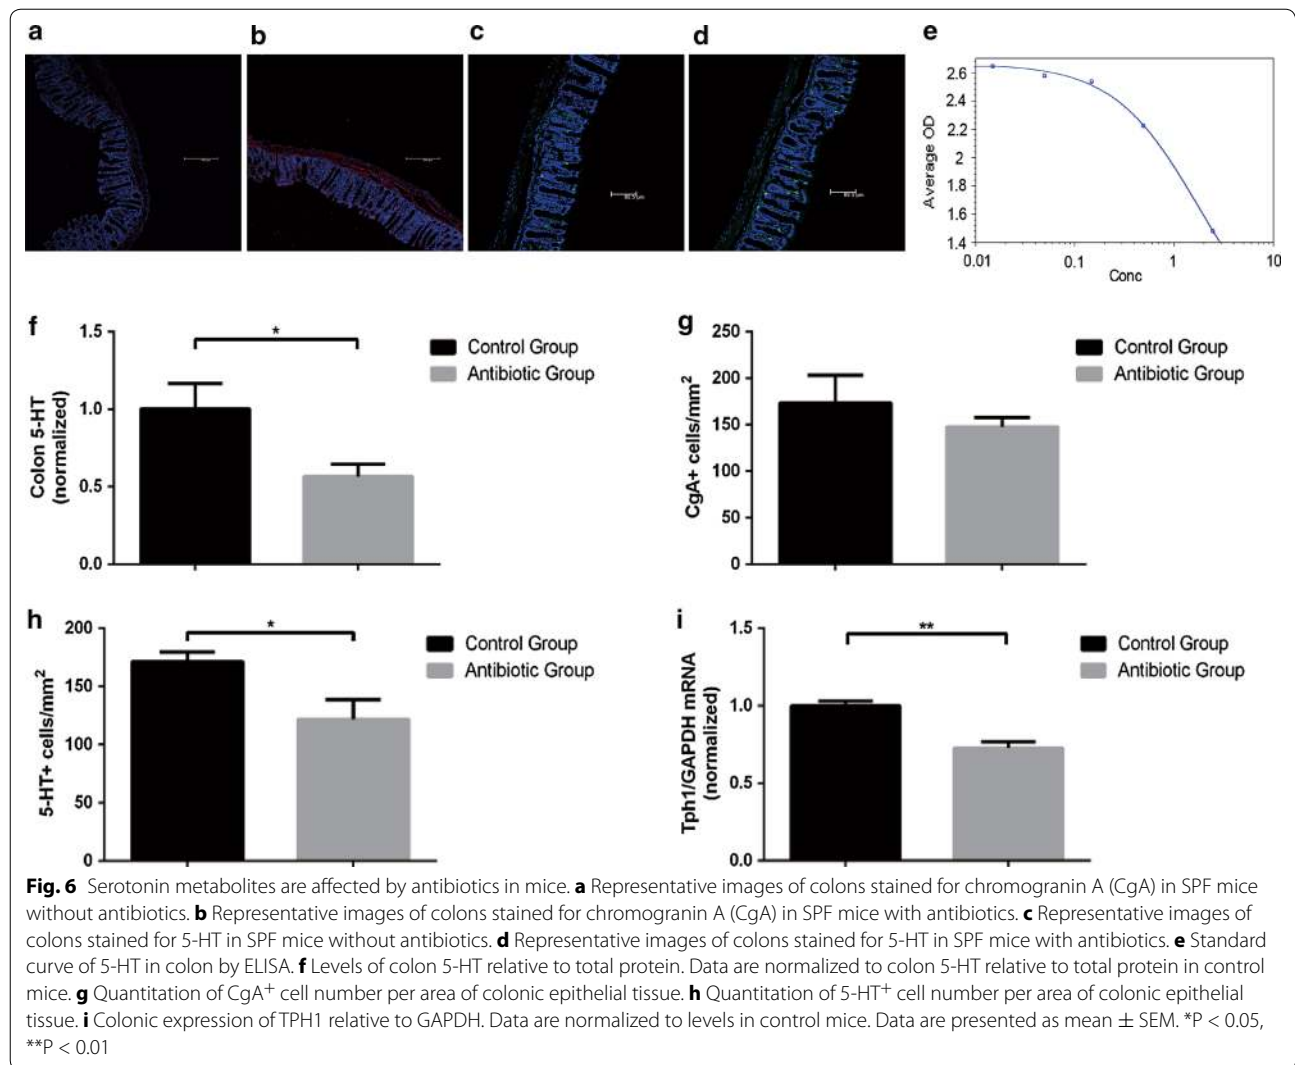 a
b
c
d
e
2.6
2.4
2.2
2
1.8
1.6
1.4
Average OD
0.01
0.1
1
10
Conc
f
1.5
1.0
0.5
0.0
Colon 5-HT
(normalized)
*
Control Group
Antibiotic Group
g
250
200
150
100
50
0
CgA+ cells/mm²
Control Group
Antibiotic Group
h
200
150
100
50
0
5-HT+ cells/mm²
*
Control Group
Antibiotic Group
i
1.5
1.0
0.5
0.0
Tph1/GAPDH mRNA
(normalized)
**
Control Group
Antibiotic Group
Fig. 6 Serotonin metabolites are affected by antibiotics in mice. a Representative images of colons stained for chromogranin A (CgA) in SPF mice
without antibiotics. b Representative images of colons stained for chromogranin A (CgA) in SPF mice with antibiotics. c Representative images of
colons stained for 5-HT in SPF mice without antibiotics. d Representative images of colons stained for 5-HT in SPF mice with antibiotics. e Standard
curve of 5-HT in colon by ELISA. f Levels of colon 5-HT relative to total protein. Data are normalized to colon 5-HT relative to total protein in control
mice. g Quantitation of CgA⁺ cell number per area of colonic epithelial tissue. h Quantitation of 5-HT⁺ cell number per area of colonic epithelial
tissue. i Colonic expression of TPH1 relative to GAPDH. Data are normalized to levels in control mice. Data are presented as mean ± SEM. *P < 0.05,
**P < 0.01